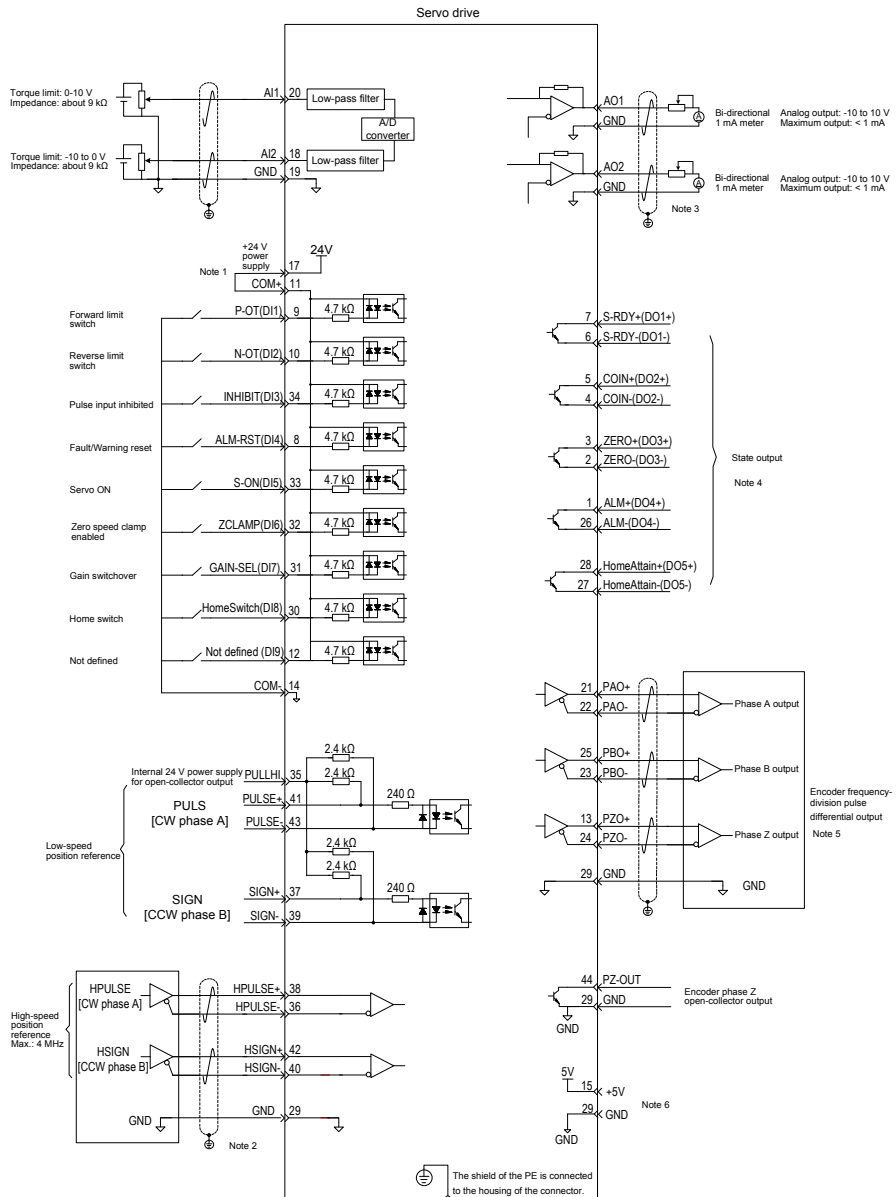 Servo drive
Torque limit: 0-10 V
Impedance: about 9 kΩ
AI1 20
Low-pass filter
A/D
converter
Torque limit: -10 to 0 V
Impedance: about 9 kΩ
AI2 18
Low-pass filter
GND 19
AO1
GND
A
Bi-directional
1 mA meter
Analog output: -10 to 10 V
Maximum output: < 1 mA
AO2
GND
A
Bi-directional
1 mA meter
Analog output: -10 to 10 V
Maximum output: < 1 mA
Note 3
Note 1
+24 V
power
supply
17
24V
COM+ 11
Forward limit
switch
P-OT(DI1) 9 4.7 kΩ
Reverse limit
switch
N-OT(DI2) 10 4.7 kΩ
Pulse input inhibited
INHIBIT(DI3) 34 4.7 kΩ
Fault/Warning reset
ALM-RST(DI4) 8 4.7 kΩ
Servo ON
S-ON(DI5) 33 4.7 kΩ
Zero speed clamp
enabled
ZCLAMP(DI6) 32 4.7 kΩ
Gain switchover
GAIN-SEL(DI7) 31 4.7 kΩ
Home switch
HomeSwitch(DI8) 30 4.7 kΩ
Not defined
Not defined (DI9) 12 4.7 kΩ
COM- 14
7 S-RDY+(DO1+)
6 S-RDY-(DO1-)
5 COIN+(DO2+)
4 COIN-(DO2-)
3 ZERO+(DO3+)
2 ZERO-(DO3-)
1 ALM+(DO4+)
26 ALM-(DO4-)
28 HomeAttain+(DO5+)
27 HomeAttain-(DO5-)
State output
Note 4
Low-speed
position reference
Internal 24 V power supply
for open-collector output
PULLHI 35
2.4 kΩ
2.4 kΩ
PULS
[CW phase A]
PULSE+ 41
240 Ω
PULSE- 43
2.4 kΩ
2.4 kΩ
SIGN
[CCW phase B]
SIGN+ 37
240 Ω
SIGN- 39
21 PAO+
22 PAO-
Phase A output
25 PBO+
23 PBO-
Phase B output
13 PZO+
24 PZO-
Phase Z output
29 GND
GND
Encoder frequency-
division pulse
differential output
Note 5
High-speed
position
reference
Max.: 4 MHz
HPULSE
[CW phase A]
HPULSE+ 38
HPULSE- 36
HSIGN
[CCW phase B]
HSIGN+ 42
HSIGN- 40
GND
GND 29
Note 2
44 PZ-OUT
29 GND
GND
Encoder phase Z
open-collector output
5V
15 +5V
29 GND
GND
Note 6
The shield of the PE is connected
to the housing of the connector.